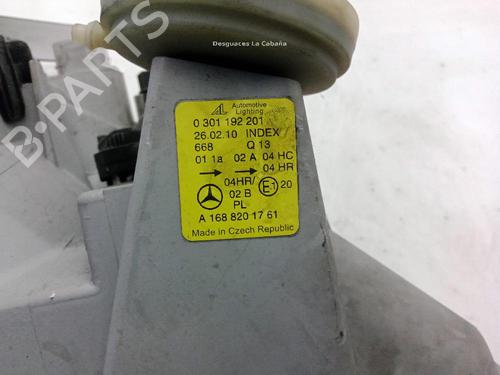 Desguaces La Cabaña
B-PARTS
AL Automotive Lighting
0 301 192 201
26.02.10 INDEX
668 Q 13
01 1a 02 A 04 HC
→ → 04 HR
04HR/ E1 20
02 B
PL
A 168 820 17 61
Made in Czech Republic